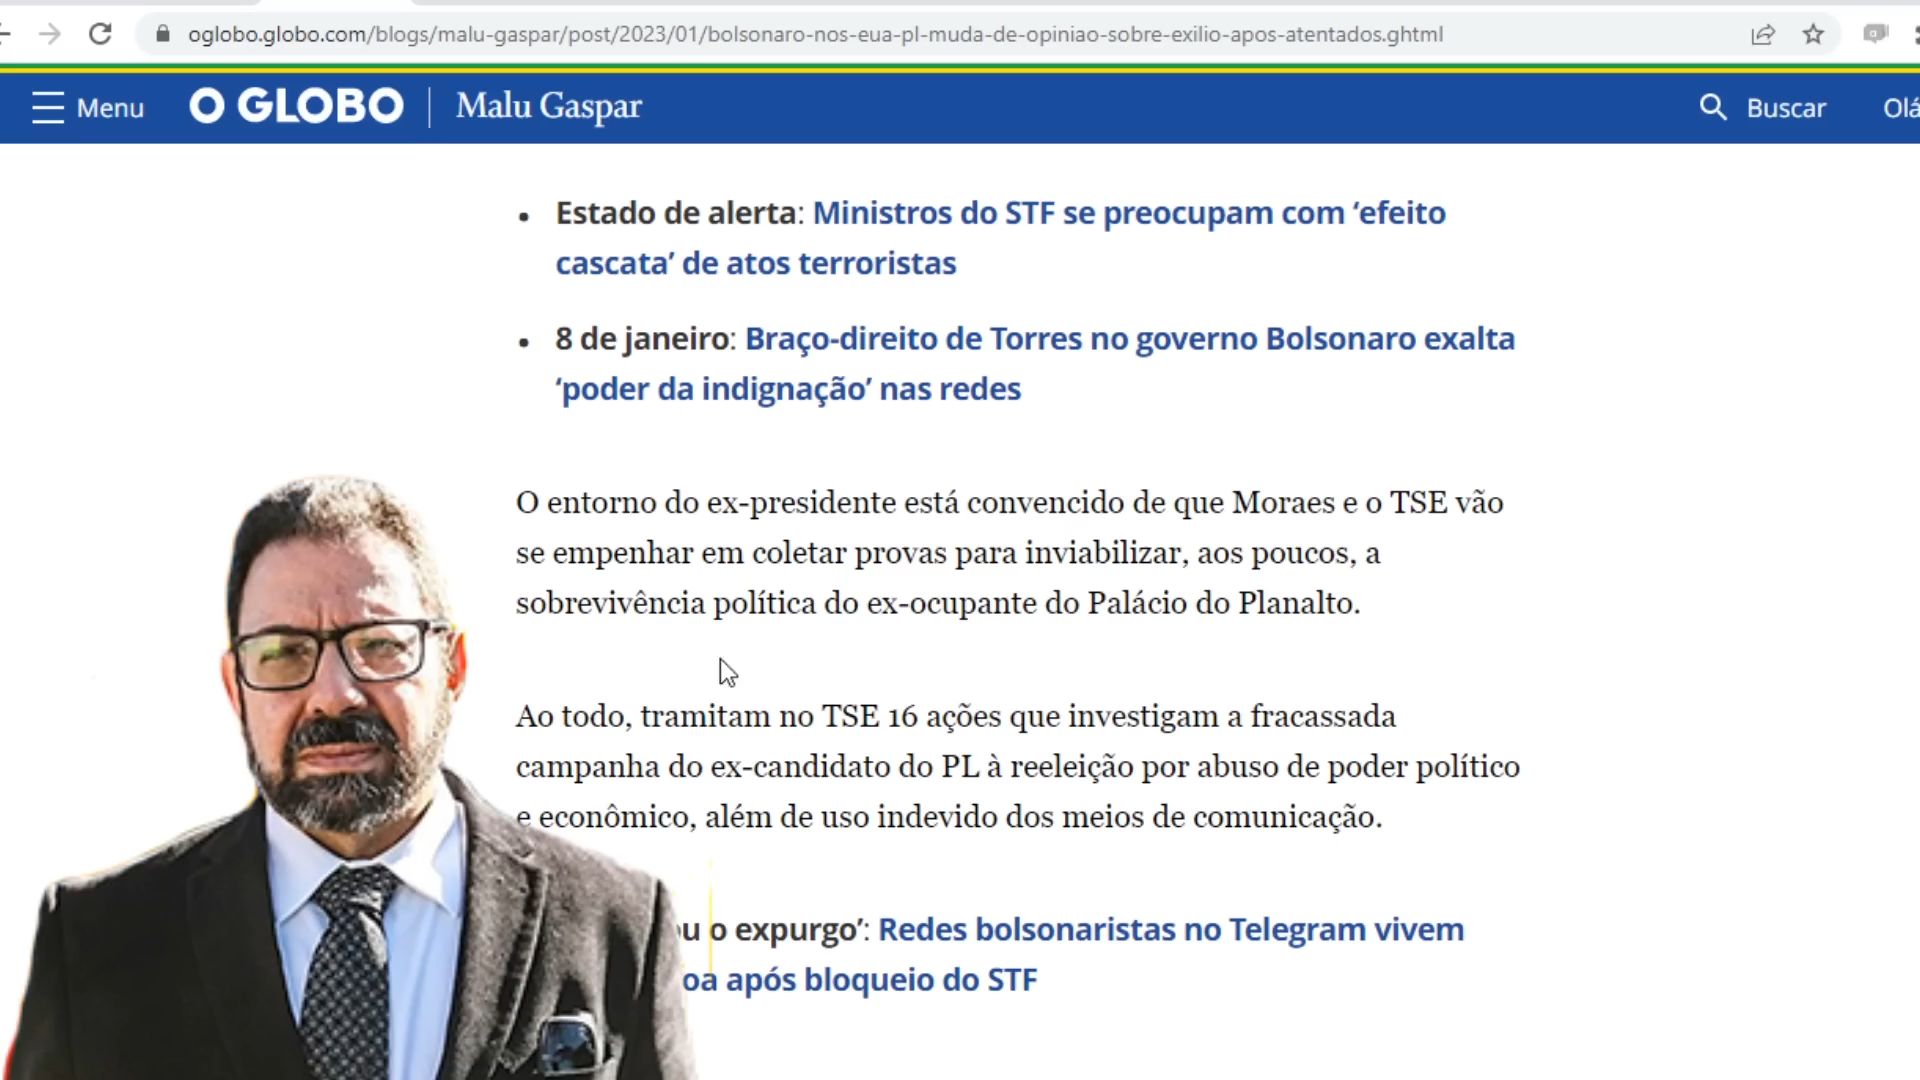 oglobo.globo.com/blogs/malu-gaspar/post/2023/01/bolsonaro-nos-eua-pl-muda-de-opiniao-sobre-exilio-apos-atentados.ghtml
Menu
O GLOBO
Malu Gaspar
Buscar
Olá
• Estado de alerta: Ministros do STF se preocupam com ‘efeito
cascata’ de atos terroristas
• 8 de janeiro: Braço-direito de Torres no governo Bolsonaro exalta
‘poder da indignação’ nas redes
O entorno do ex-presidente está convencido de que Moraes e o TSE vão
se empenhar em coletar provas para inviabilizar, aos poucos, a
sobrevivência política do ex-ocupante do Palácio do Planalto.
Ao todo, tramitam no TSE 16 ações que investigam a fracassada
campanha do ex-candidato do PL à reeleição por abuso de poder político
e econômico, além de uso indevido dos meios de comunicação.
o expurgo’: Redes bolsonaristas no Telegram vivem
após bloqueio do STF